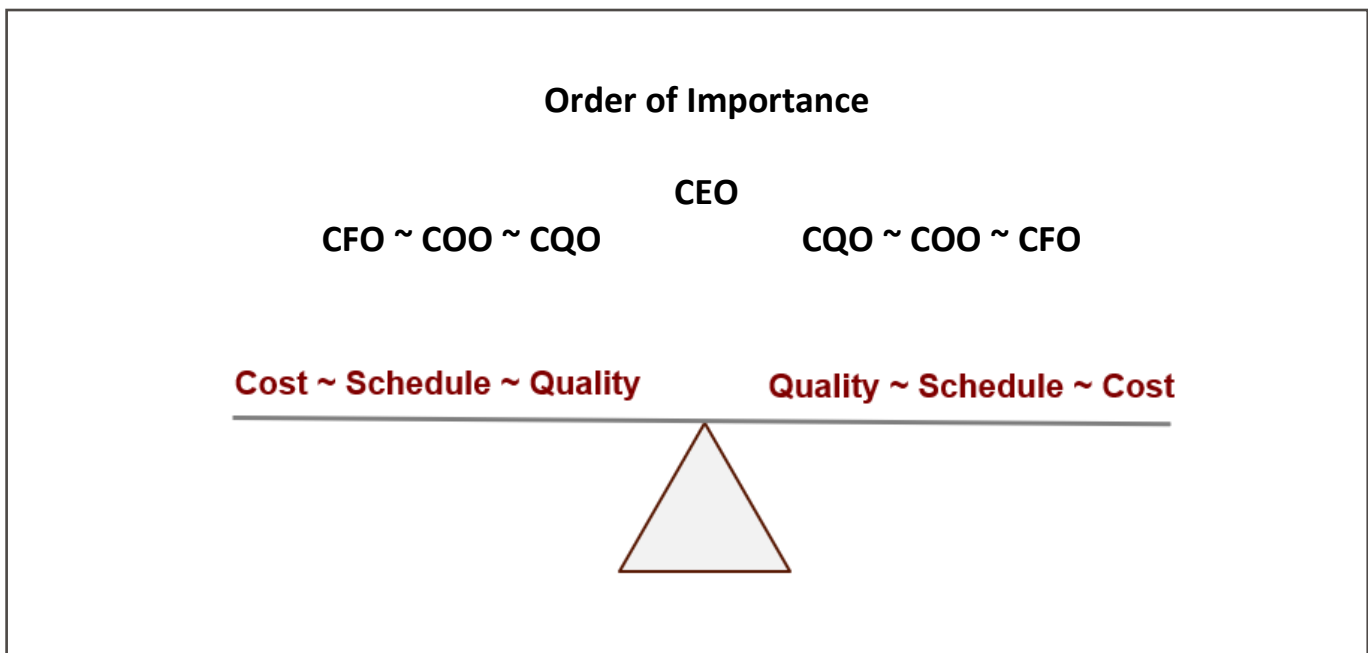 Order of Importance
CEO
CFO ~ COO ~ CQO CQO ~ COO ~ CFO
Cost ~ Schedule ~ Quality Quality ~ Schedule ~ Cost